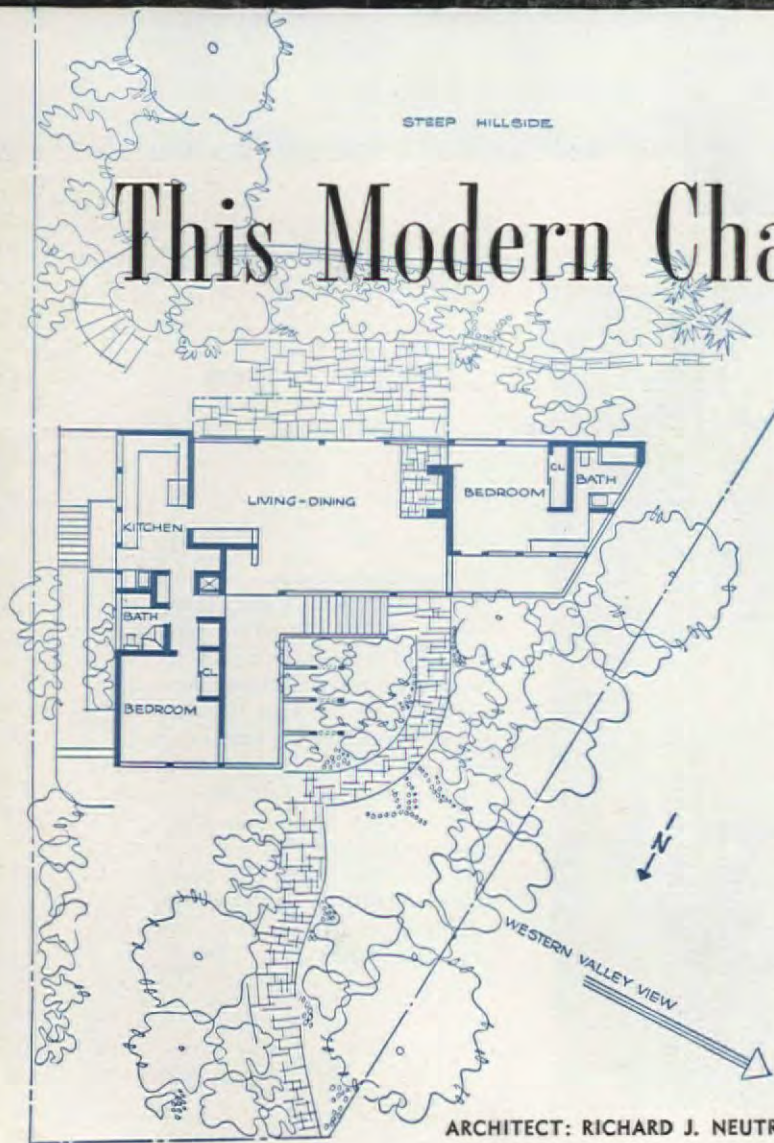 STEEP HILLSIDE
This Modern Cha
LIVING-DINING
KITCHEN
BEDROOM
CL
BATH
BATH
CL
BEDROOM
N
WESTERN VALLEY VIEW
ARCHITECT: RICHARD J. NEUT